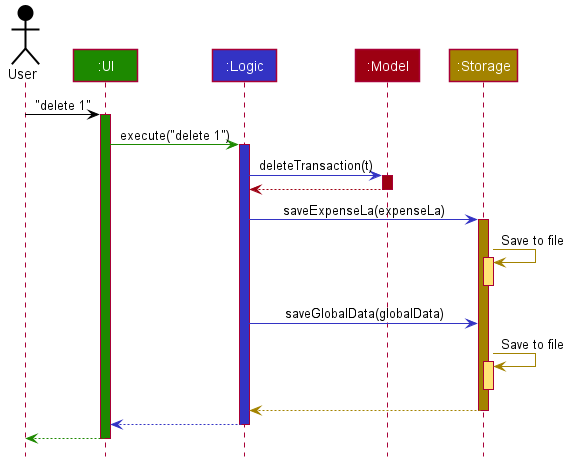 User
:UI
:Logic
:Model
:Storage
"delete 1"
execute("delete 1")
deleteTransaction(t)
saveExpenseLa(expenseLa)
Save to file
saveGlobalData(globalData)
Save to file